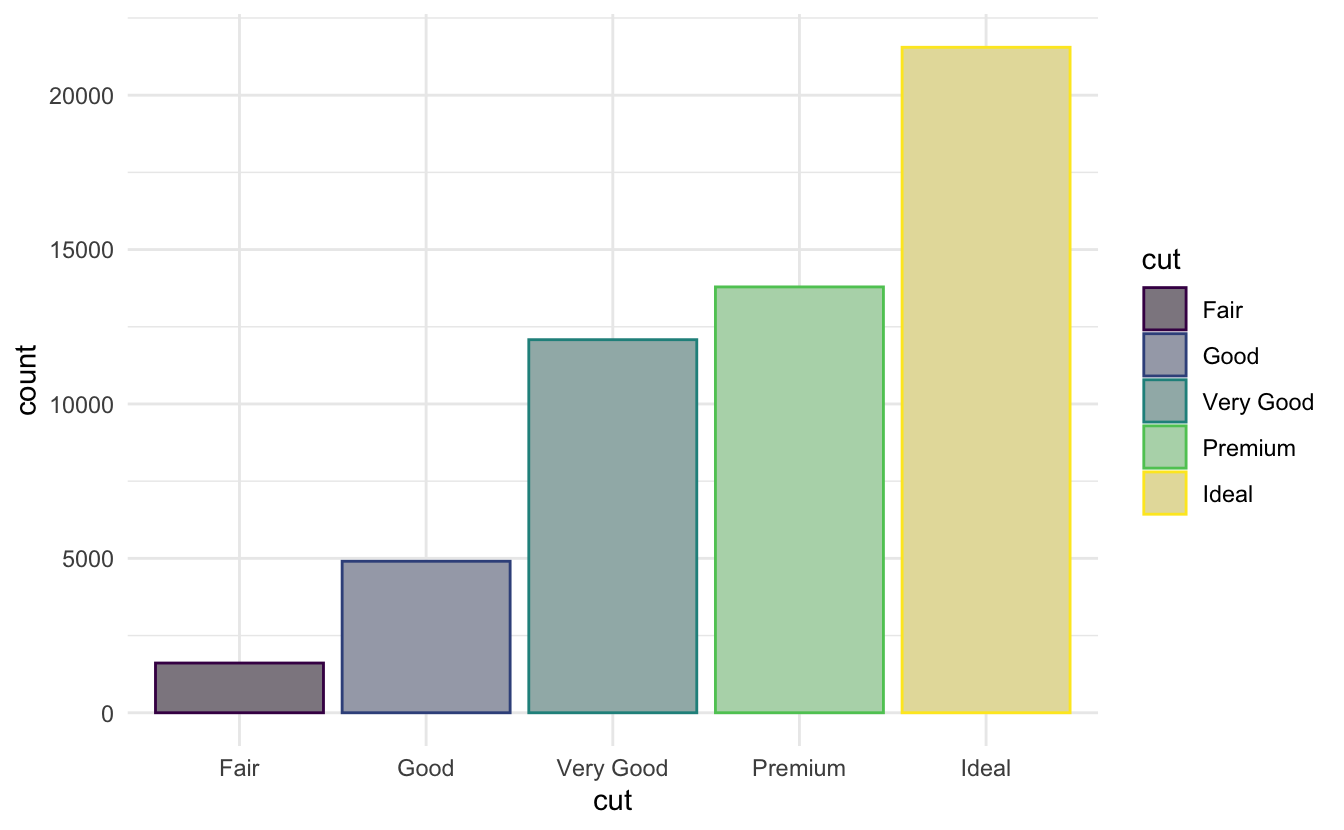 20000
15000
10000
5000
0
count
Fair
Good
Very Good
Premium
Ideal
cut
cut
Fair
Good
Very Good
Premium
Ideal